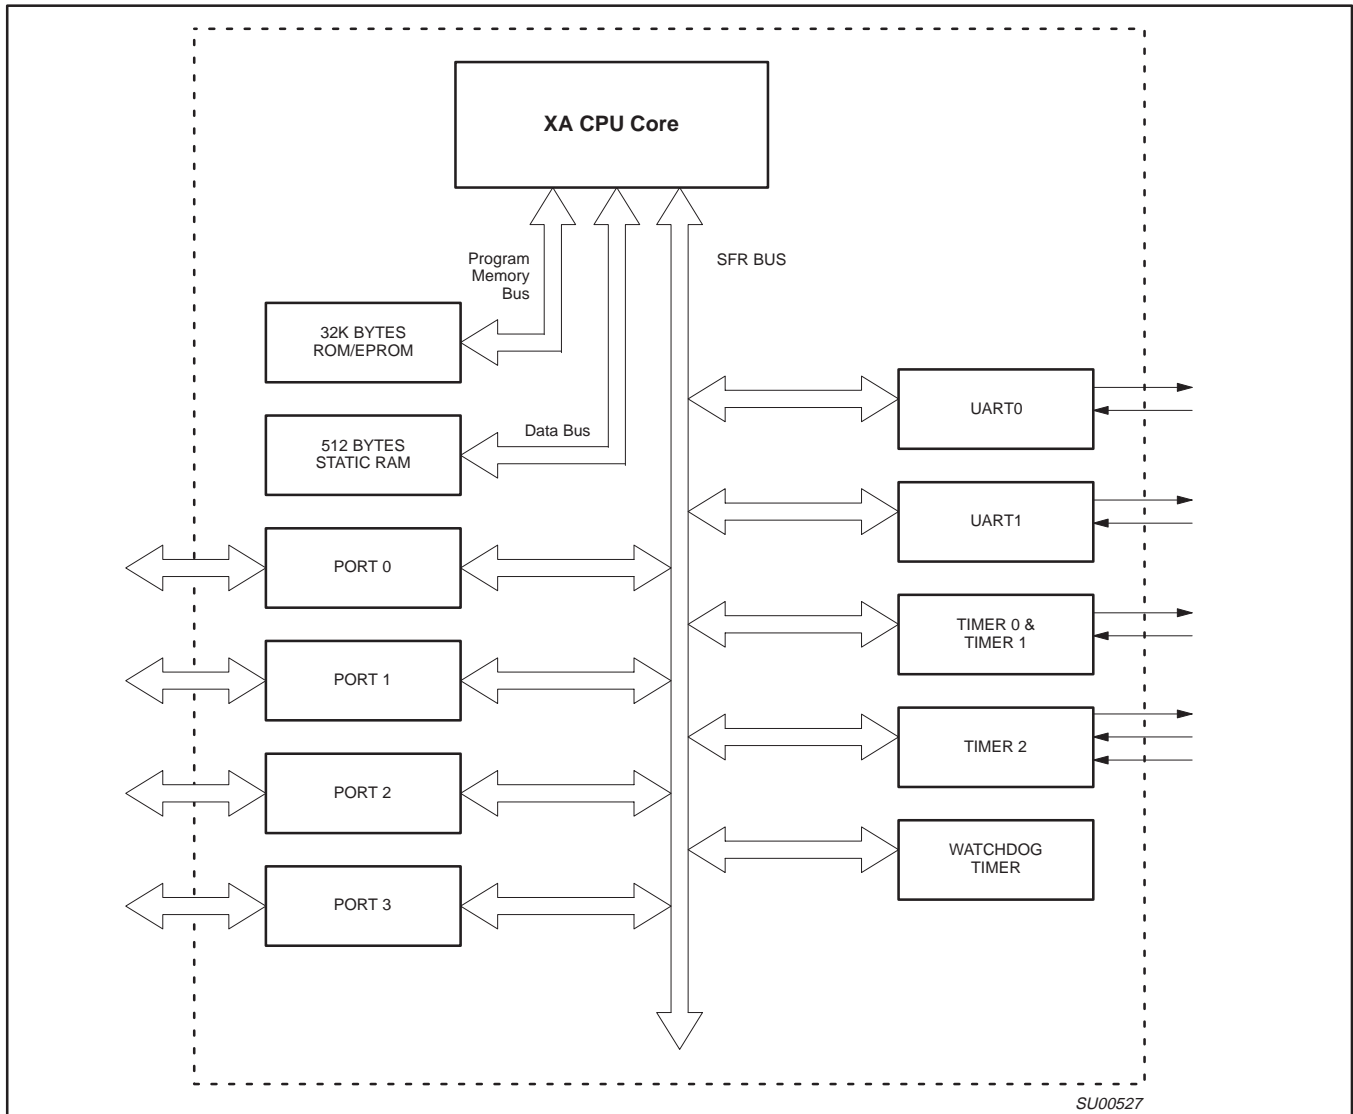 XA CPU Core
Program
Memory
Bus
SFR BUS
32K BYTES
ROM/EPROM
512 BYTES
STATIC RAM
Data Bus
UART0
UART1
PORT 0
TIMER 0 &
TIMER 1
PORT 1
TIMER 2
PORT 2
WATCHDOG
TIMER
PORT 3
SU00527